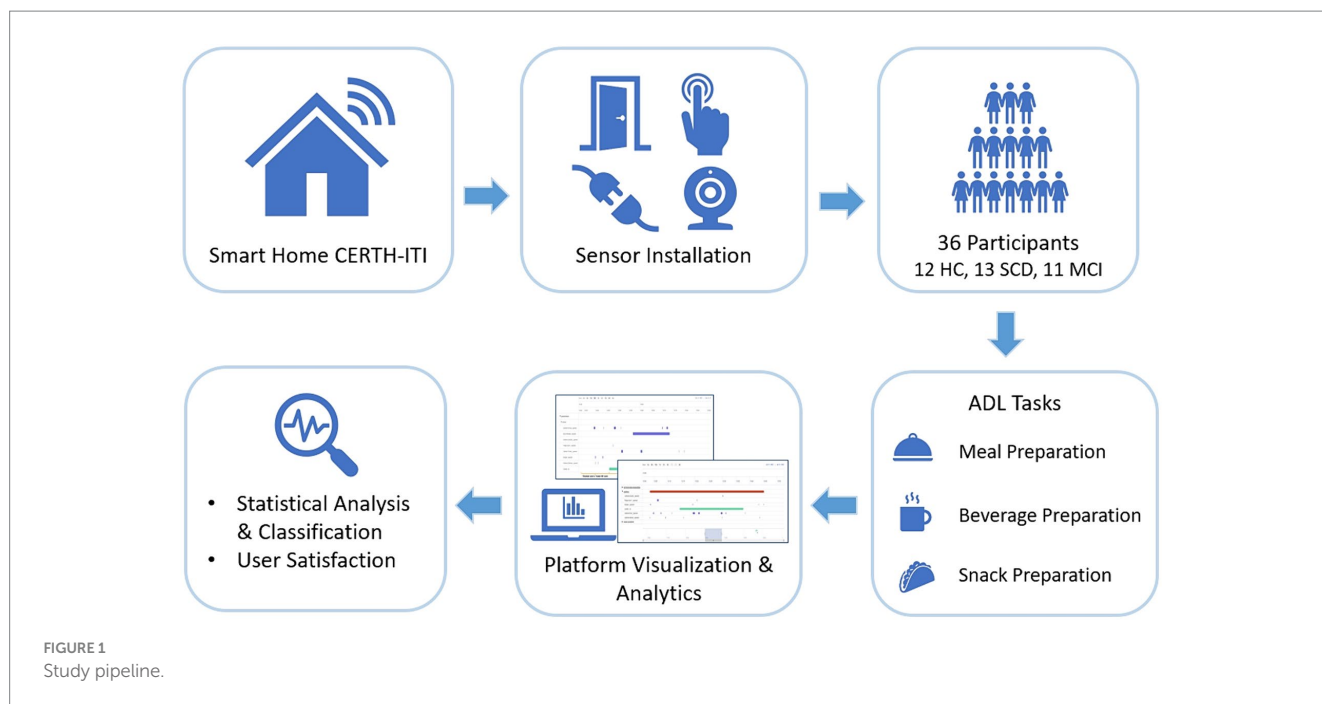 Smart Home CERTH-ITI
Sensor Installation
36 Participants
12 HC, 13 SCD, 11 MCI
ADL Tasks
Meal Preparation
Beverage Preparation
Snack Preparation
Platform Visualization &
Analytics
• Statistical Analysis
& Classification
• User Satisfaction
FIGURE 1
Study pipeline.